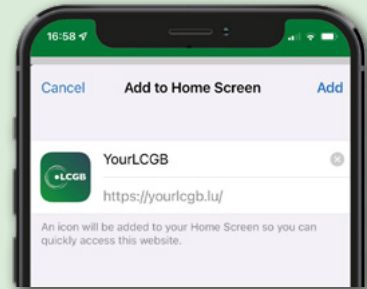 16:58
Cancel Add to Home Screen Add
YourLCGB
•LCGB
https://yourlcgb.lu/
An icon will be added to your Home Screen so you can
quickly access this website.